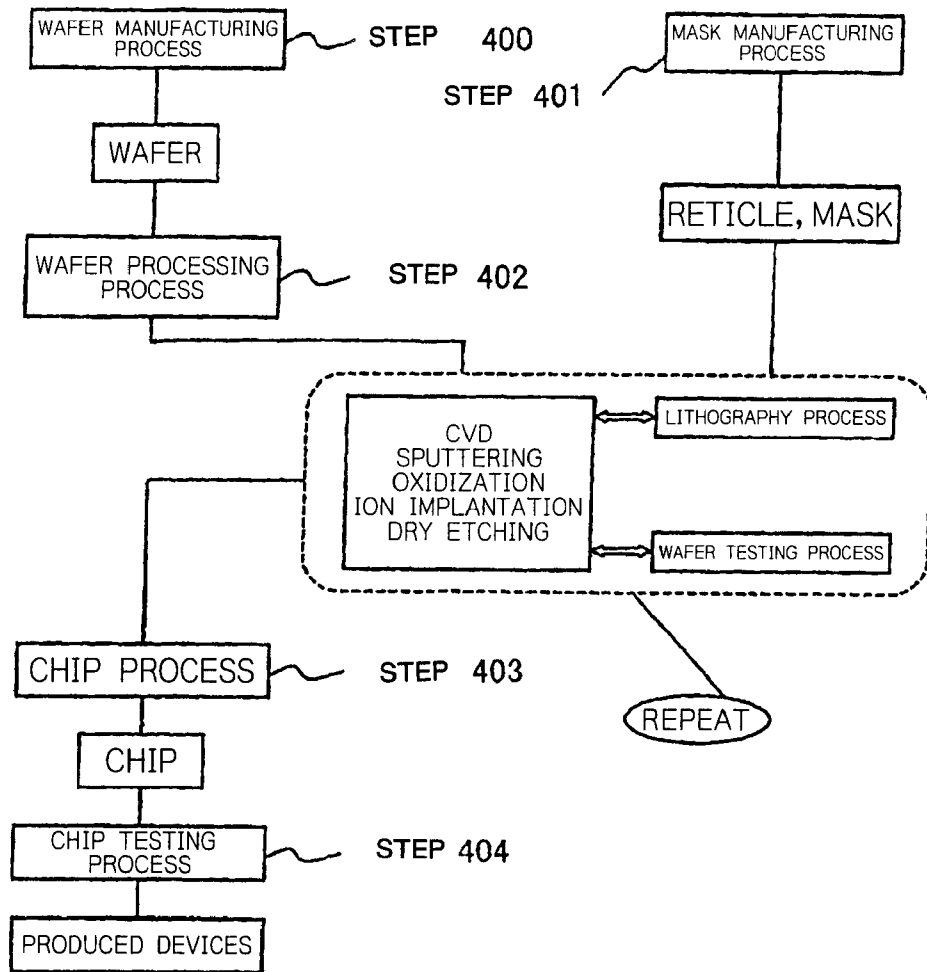 WAFER MANUFACTURING
PROCESS
STEP 400
MASK MANUFACTURING
PROCESS
STEP 401
WAFER
RETICLE, MASK
WAFER PROCESSING
PROCESS
STEP 402
CVD
SPUTTERING
OXIDIZATION
ION IMPLANTATION
DRY ETCHING
LITHOGRAPHY PROCESS
WAFER TESTING PROCESS
CHIP PROCESS
STEP 403
REPEAT
CHIP
CHIP TESTING
PROCESS
STEP 404
PRODUCED DEVICES